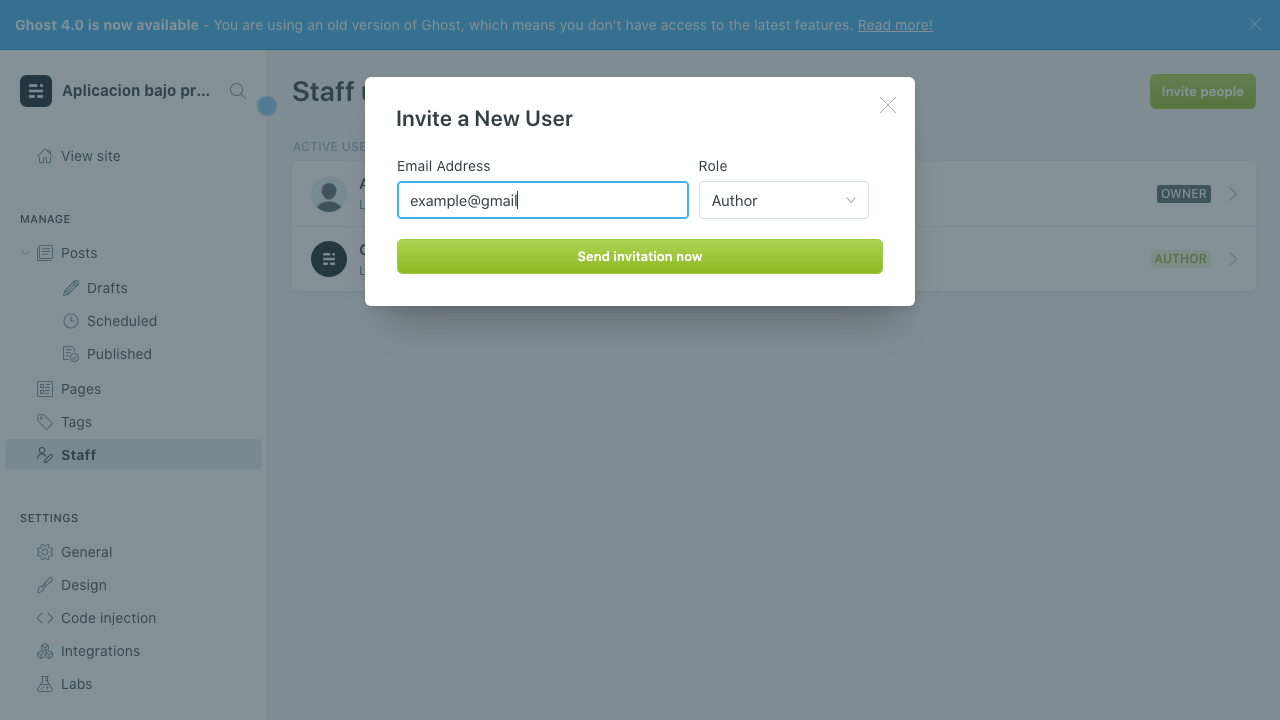 Ghost 4.0 is now available - You are using an old version of Ghost, which means you don't have access to the latest features. Read more!
Aplicacion bajo pr...
Staff u
Invite people
Invite a New User
Email Address
Role
example@gmail
Author
Send invitation now
ACTIVE USE
OWNER
AUTHOR
View site
MANAGE
Posts
Drafts
Scheduled
Published
Pages
Tags
Staff
SETTINGS
General
Design
Code injection
Integrations
Labs